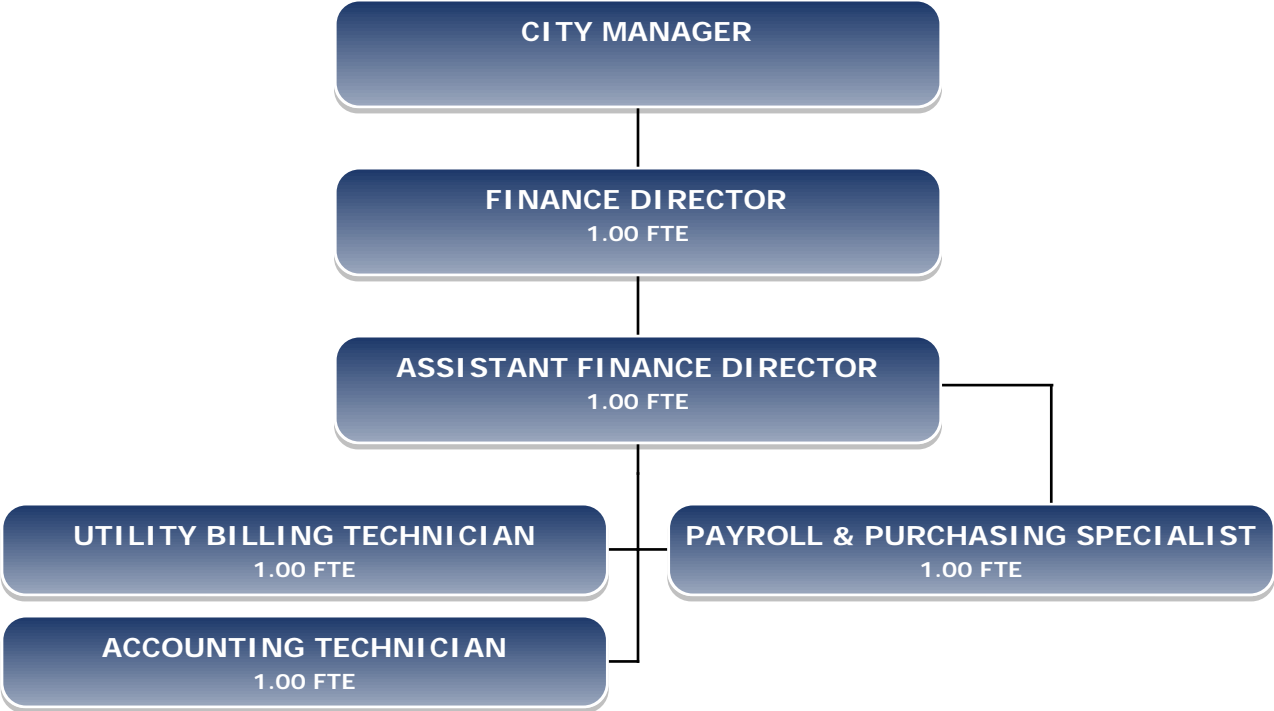 CITY MANAGER
FINANCE DIRECTOR
1.00 FTE
ASSISTANT FINANCE DIRECTOR
1.00 FTE
UTILITY BILLING TECHNICIAN
1.00 FTE
PAYROLL & PURCHASING SPECIALIST
1.00 FTE
ACCOUNTING TECHNICIAN
1.00 FTE